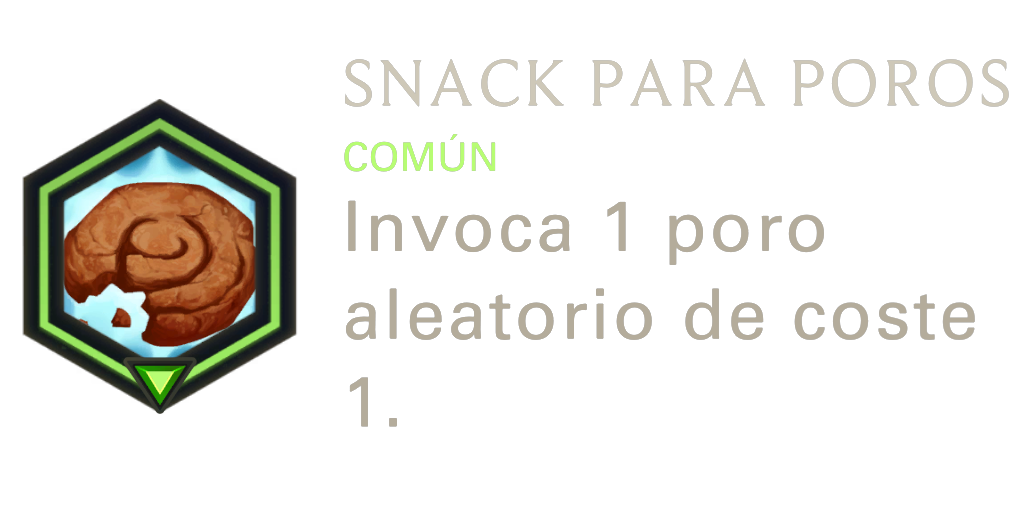 SNACK PARA POROS
COMÚN
Invoca 1 poro
aleatorio de coste
1.